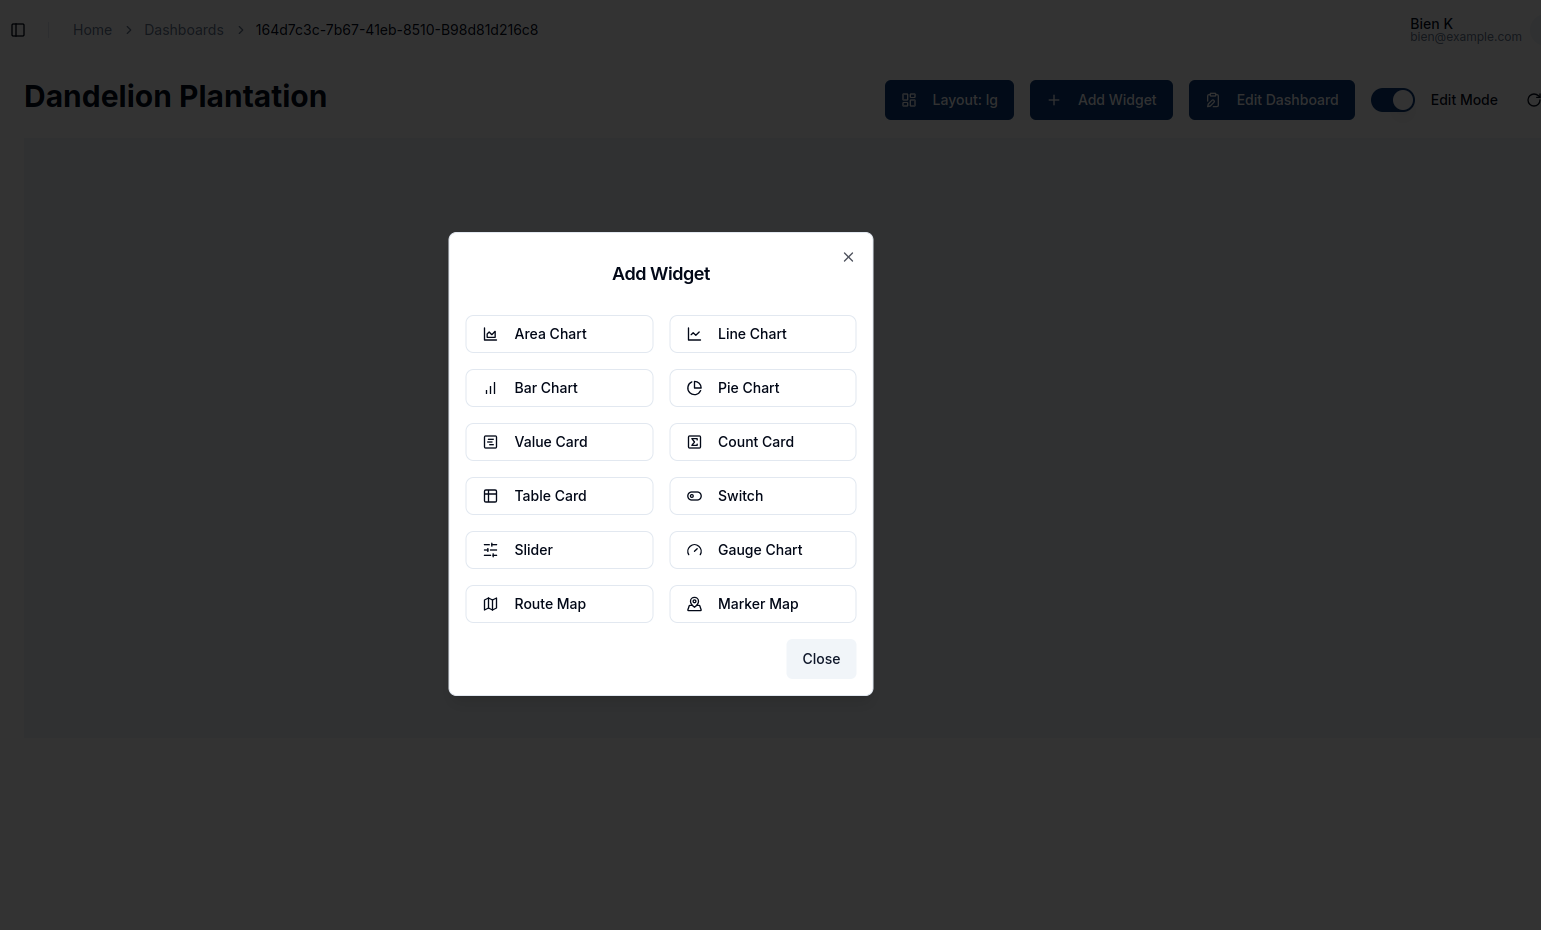 Home > Dashboards > 164d7c3c-7b67-41eb-8510-B98d81d216c8
Bien K
bien@example.com
Dandelion Plantation
Layout: lg
Add Widget
Edit Dashboard
Edit Mode
Add Widget
Area Chart
Line Chart
Bar Chart
Pie Chart
Value Card
Count Card
Table Card
Switch
Slider
Gauge Chart
Route Map
Marker Map
Close